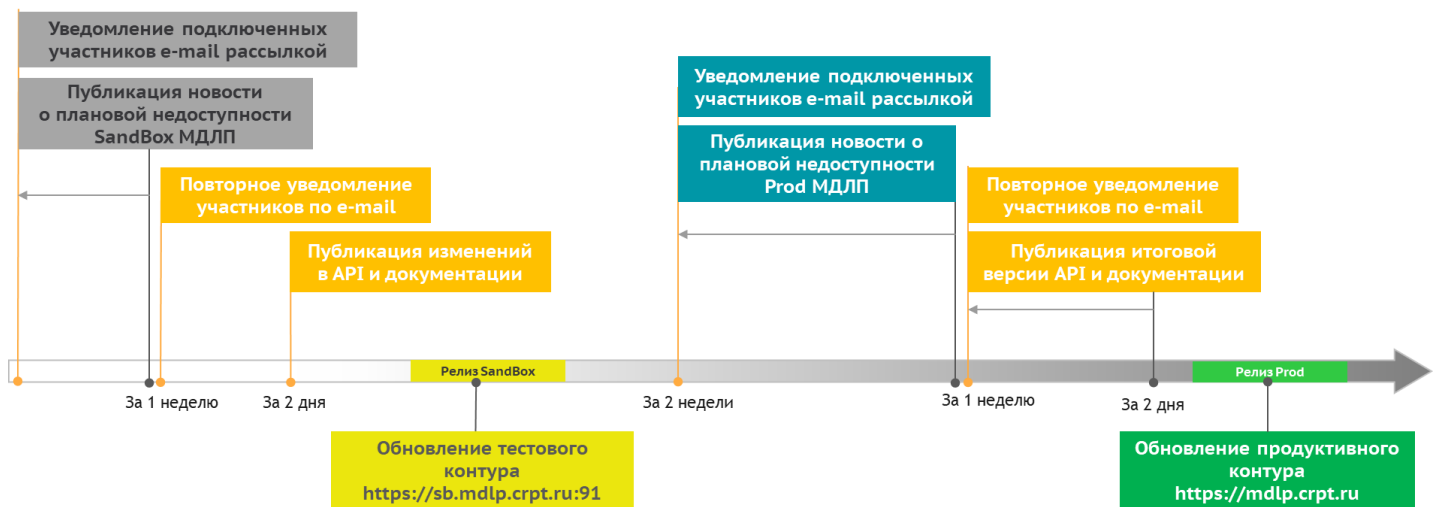 Уведомление подключенных
участников e-mail рассылкой
Публикация новости
о плановой недоступности
SandBox МДЛП
Повторное уведомление
участников по e-mail
Публикация изменений
в API и документации
Уведомление подключенных
участников e-mail рассылкой
Публикация новости о
плановой недоступности
Prod МДЛП
Повторное уведомление
участников по e-mail
Публикация итоговой
версии API и документации
Релиз SandBox
Релиз Prod
За 1 неделю
За 2 дня
За 2 недели
За 1 неделю
За 2 дня
Обновление тестового
контура
https://sb.mdlp.crpt.ru:91
Обновление продуктивного
контура
https://mdlp.crpt.ru